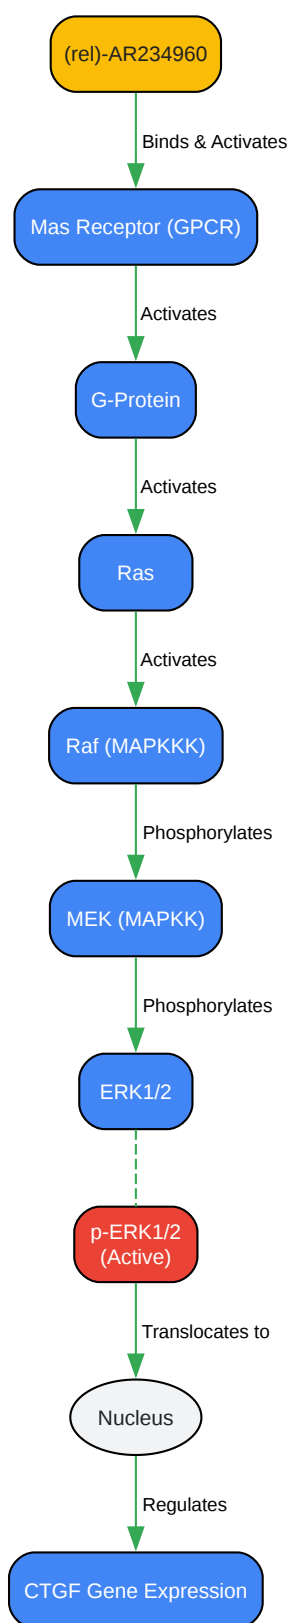 (rel)-AR234960
Binds & Activates
Mas Receptor (GPCR)
Activates
G-Protein
Activates
Ras
Activates
Raf (MAPKKK)
Phosphorylates
MEK (MAPKK)
Phosphorylates
ERK1/2
p-ERK1/2
(Active)
Translocates to
Nucleus
Regulates
CTGF Gene Expression